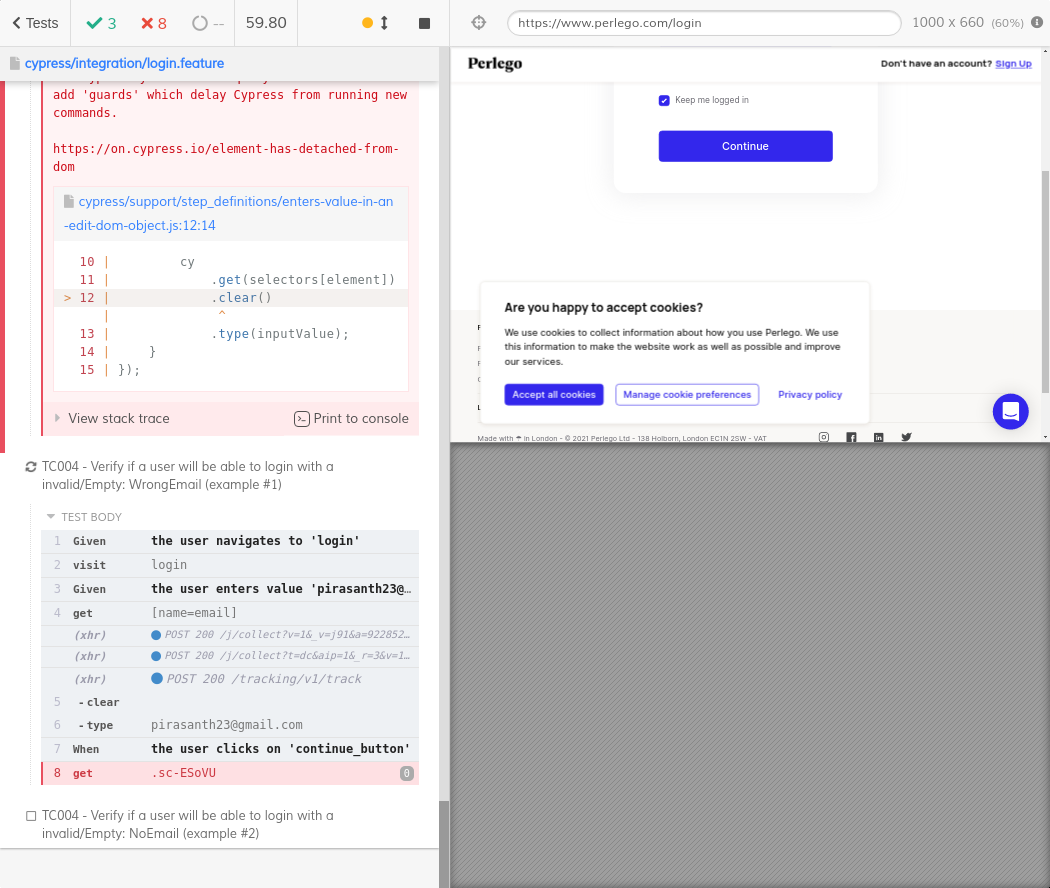 Tests
3
8
--
59.80
https://www.perlego.com/login
1000 x 660 (60%)
cypress/integration/login.feature
add 'guards' which delay Cypress from running new
commands.
https://on.cypress.io/element-has-detached-from-
dom
cypress/support/step_definitions/enters-value-in-an
-edit-dom-object.js:12:14
10 | cy
11 | .get(selectors[element])
> 12 | .clear()
| ^
13 | .type(inputValue);
14 | }
15 | });
View stack trace
Print to console
TC004 - Verify if a user will be able to login with a
invalid/Empty: WrongEmail (example #1)
TEST BODY
1 Given the user navigates to 'login'
2 visit login
3 Given the user enters value 'pirasanth23@…
4 get [name=email]
(xhr) POST 200 /j/collect?v=1&_v=j91&a=922852…
(xhr) POST 200 /j/collect?t=dc&aip=1&_r=3&v=1…
(xhr) POST 200 /tracking/v1/track
5 - clear
6 - type pirasanth23@gmail.com
7 When the user clicks on 'continue_button'
8 get .sc-ESoVU 0
TC004 - Verify if a user will be able to login with a
invalid/Empty: NoEmail (example #2)
Perlego
Don't have an account? Sign Up
Keep me logged in
Continue
Are you happy to accept cookies?
We use cookies to collect information about how you use Perlego. We use
this information to make the website work as well as possible and improve
our services.
Accept all cookies
Manage cookie preferences
Privacy policy
Made with ☂ in London - © 2021 Perlego Ltd - 138 Holborn, London EC1N 2SW - VAT